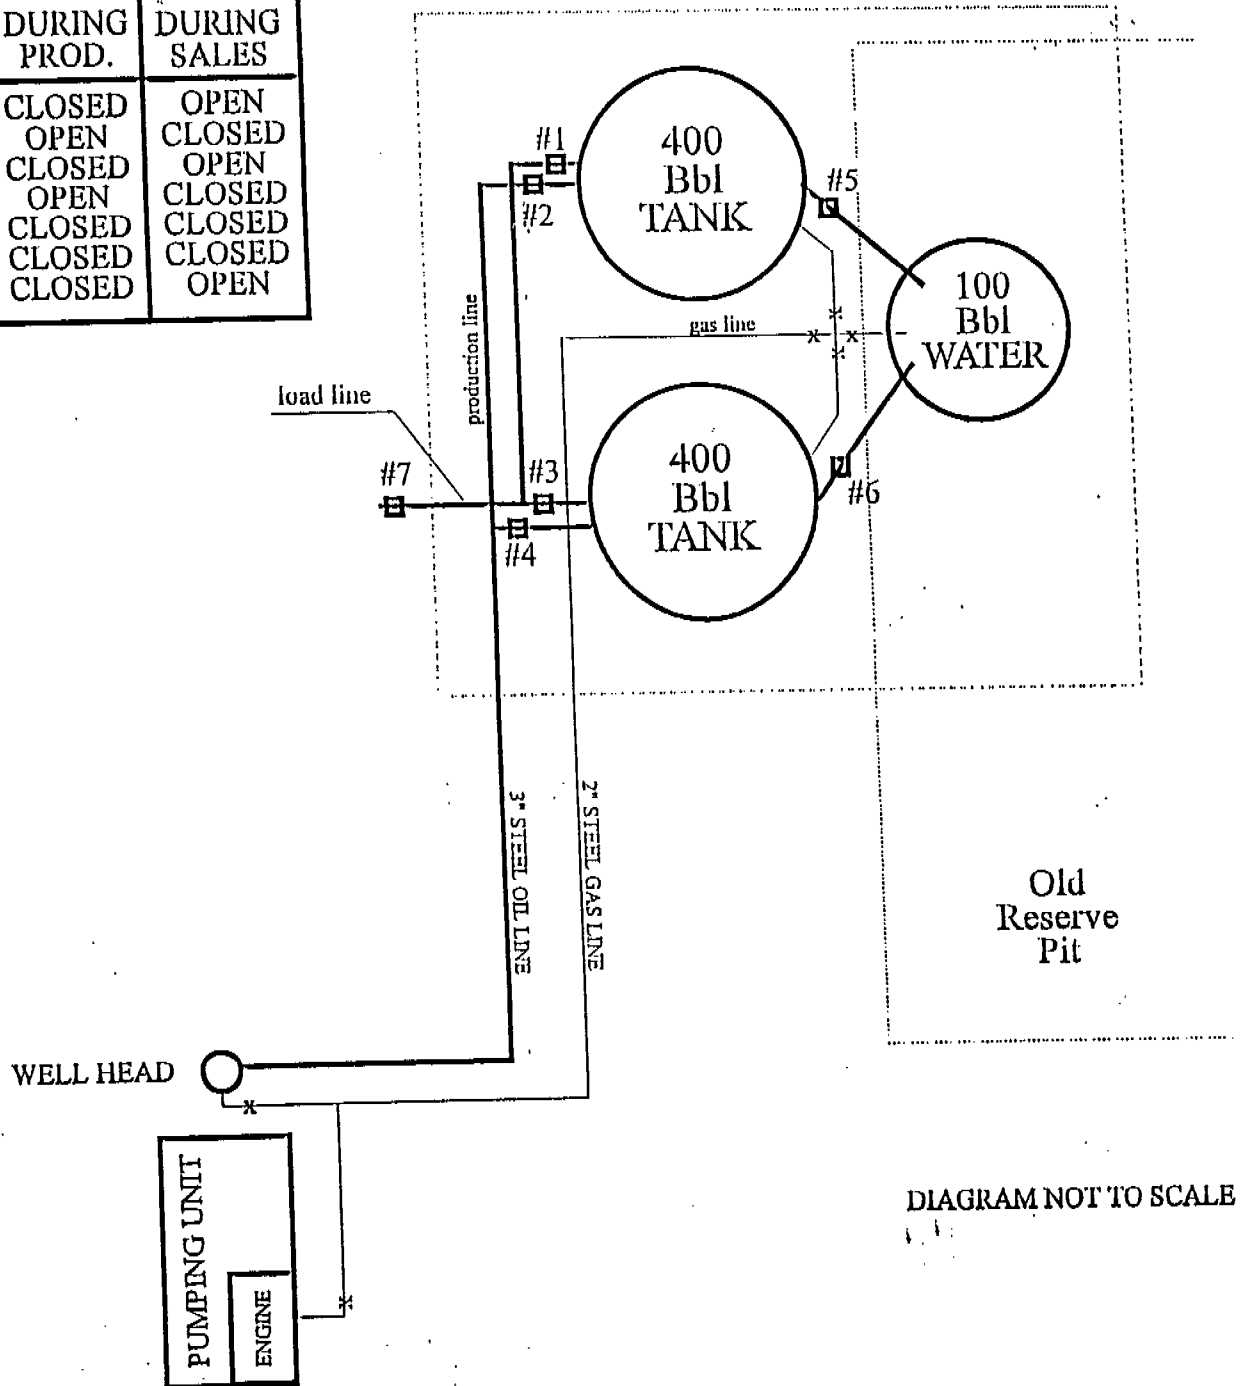 DURING DURING
PROD. SALES
CLOSED OPEN
OPEN CLOSED
CLOSED OPEN
OPEN CLOSED
CLOSED CLOSED
CLOSED CLOSED
CLOSED OPEN
#1
#2
400
Bbl
TANK
#5
100
Bbl
WATER
gas line
production line
load line
#7
#3
#4
400
Bbl
TANK
#6
3" STEEL OIL LINE
2" STEEL GAS LINE
Old
Reserve
Pit
WELL HEAD
PUMPING UNIT
ENGINE
DIAGRAM NOT TO SCALE